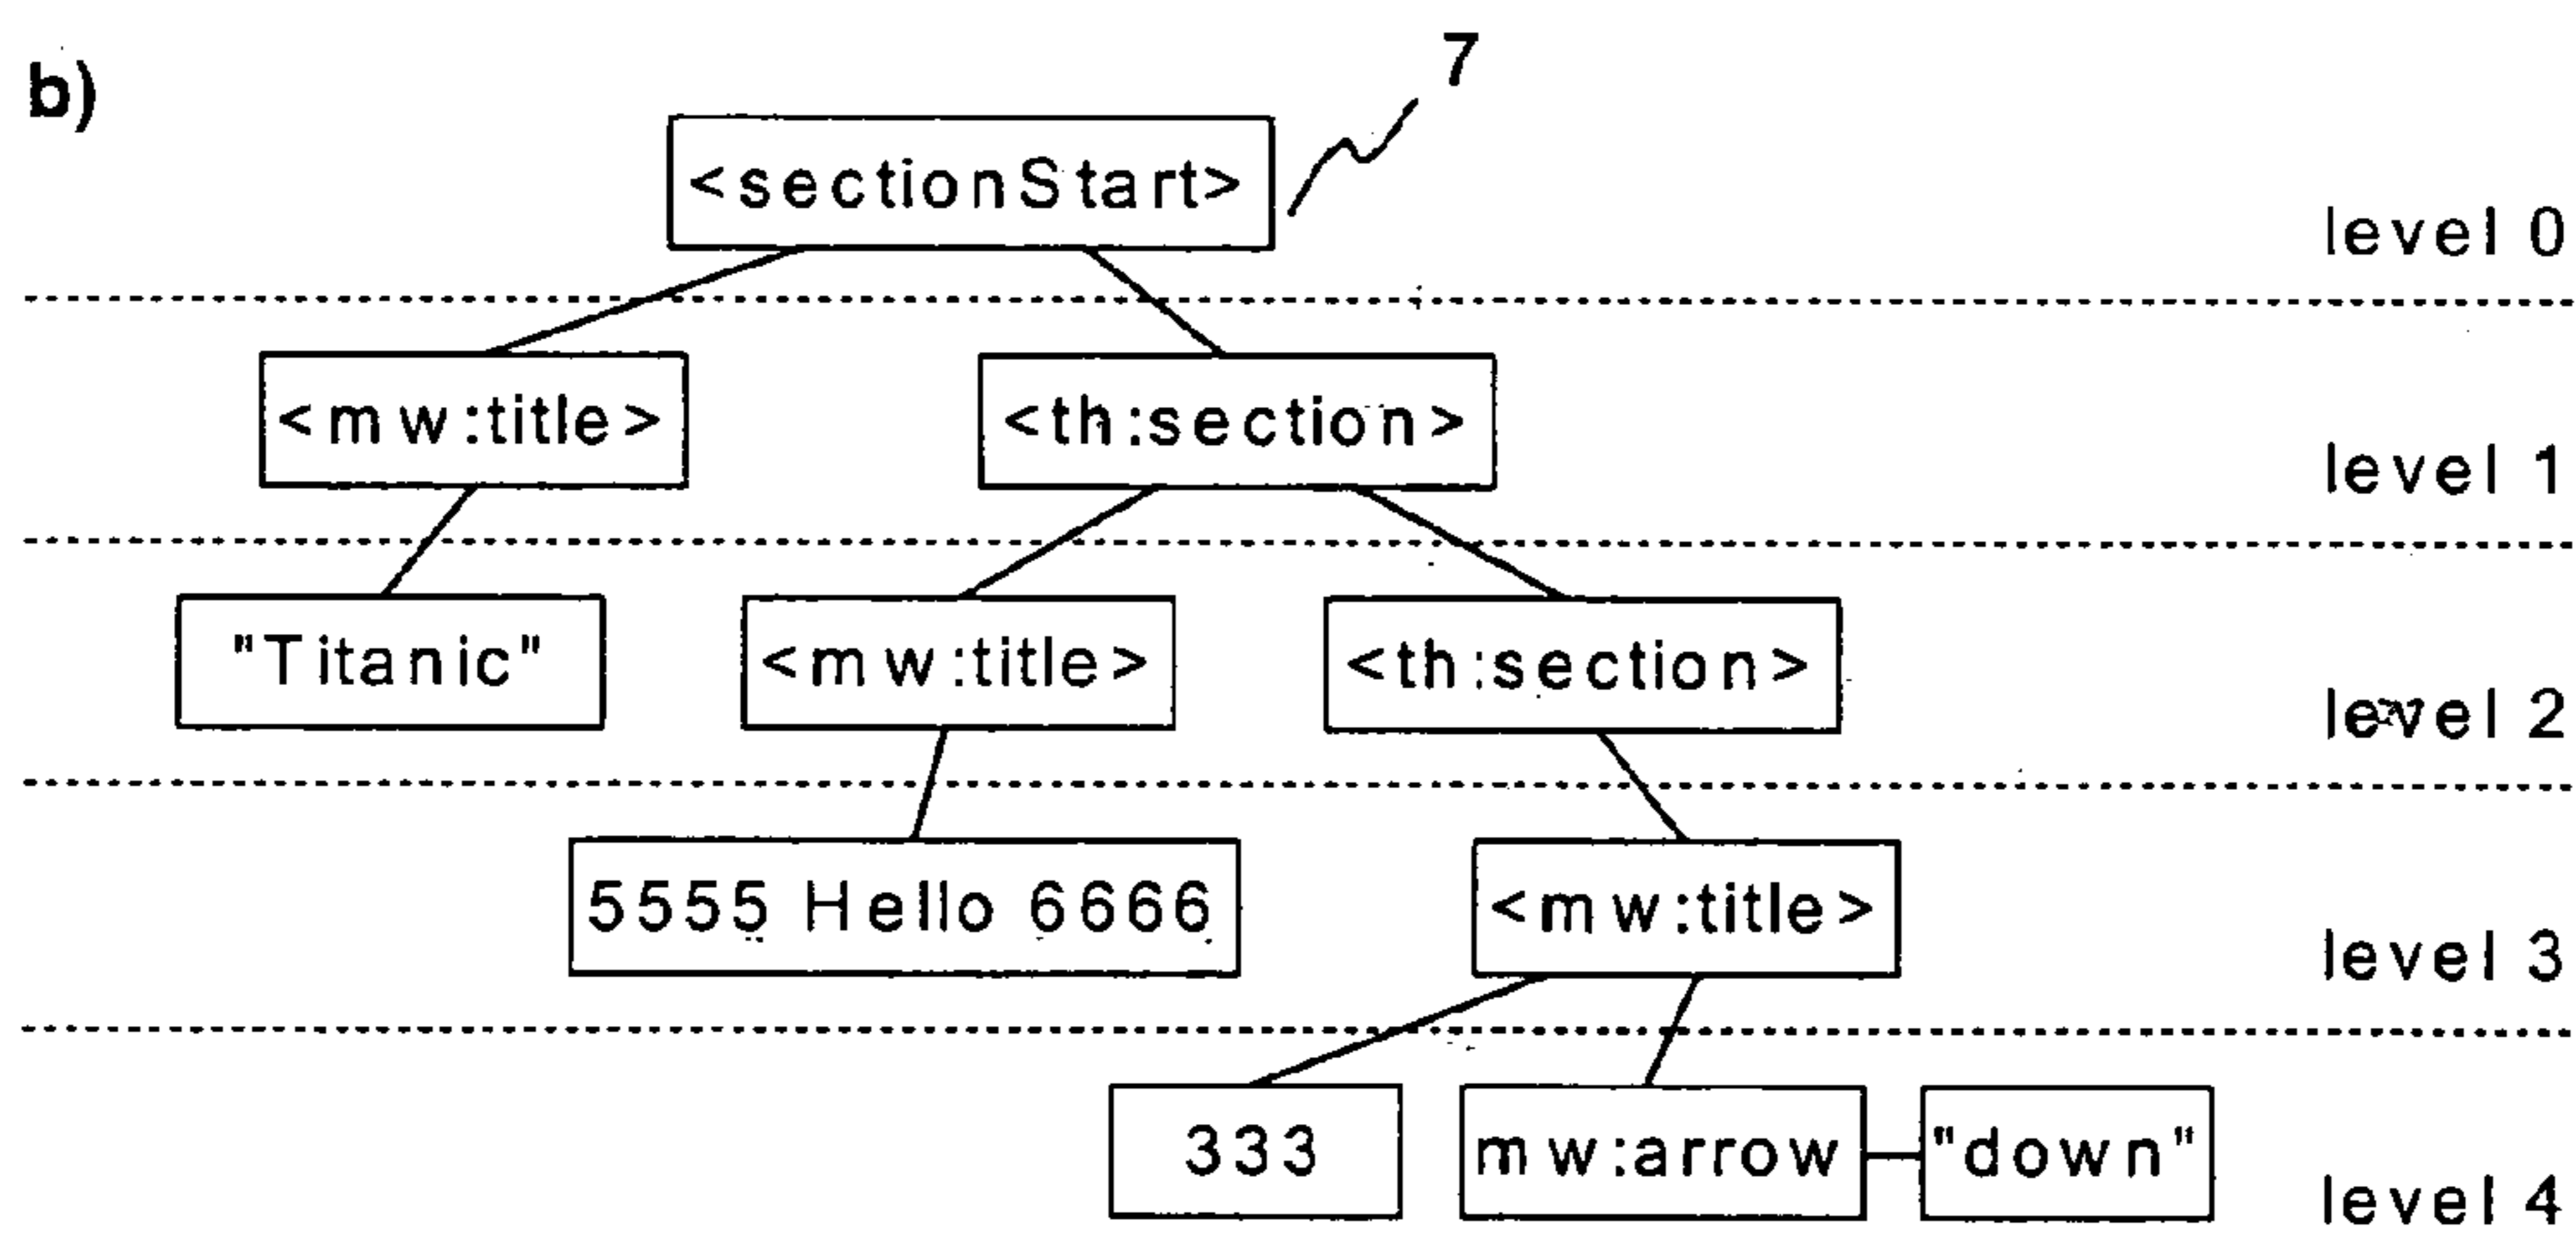 7
b)
<sectionStart>
level 0
<mw:title> <th:section>
level 1
"Titanic" <mw:title> <th:section>
level 2
5555 Hello 6666 <mw:title>
level 3
333 mw:arrow "down"
level 4